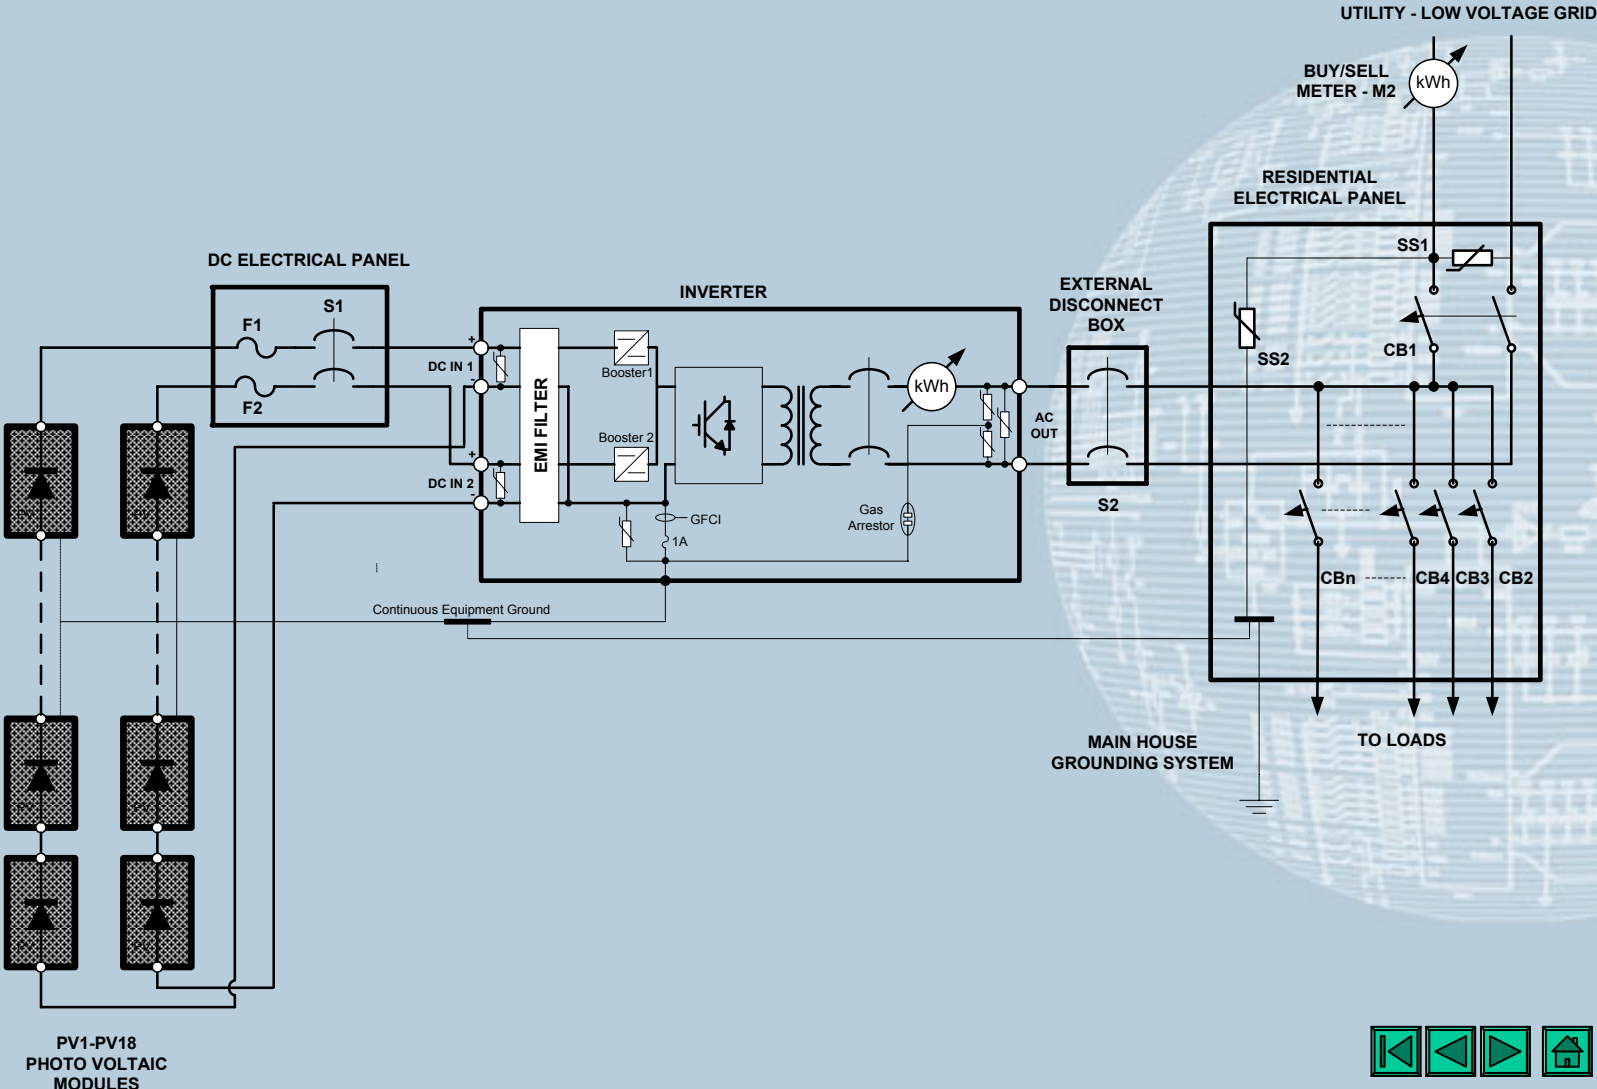 UTILITY - LOW VOLTAGE GRID
BUY/SELL
METER - M2
kWh
RESIDENTIAL
ELECTRICAL PANEL
SS1
SS2
CB1
DC ELECTRICAL PANEL
S1
F1
F2
INVERTER
EXTERNAL
DISCONNECT
BOX
S2
+
DC IN 1
-
+
DC IN 2
-
EMI FILTER
Booster1
Booster 2
kWh
AC
OUT
GFCI
1A
Gas
Arrestor
CBn
CB4
CB3
CB2
Continuous Equipment Ground
MAIN HOUSE
GROUNDING SYSTEM
TO LOADS
PV1-PV18
PHOTO VOLTAIC
MODULES